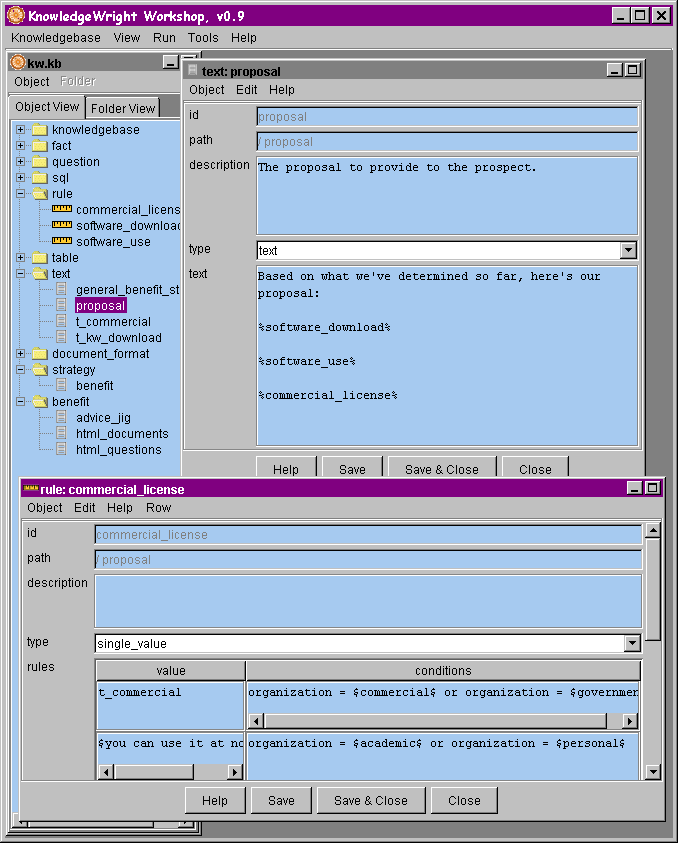 KnowledgeWright Workshop, v0.9
Knowledgebase View Run Tools Help
kw.kb
Object Folder
Object View Folder View
knowledgebase
fact
question
sql
rule
commercial_licens
software_download
software_use
table
text
general_benefit_st
proposal
t_commercial
t_kw_download
document_format
strategy
benefit
benefit
advice_jig
html_documents
html_questions
text: proposal
Object Edit Help
id proposal
path / proposal
description The proposal to provide to the prospect.
type text
text Based on what we've determined so far, here's our
proposal:
%software_download%
%software_use%
%commercial_license%
Help Save Save & Close Close
rule: commercial_license
Object Edit Help Row
id commercial_license
path / proposal
description
type single_value
rules value conditions
t_commercial organization = $commercial$ or organization = $governmen
$you can use it at no organization = $academic$ or organization = $personal$
Help Save Save & Close Close